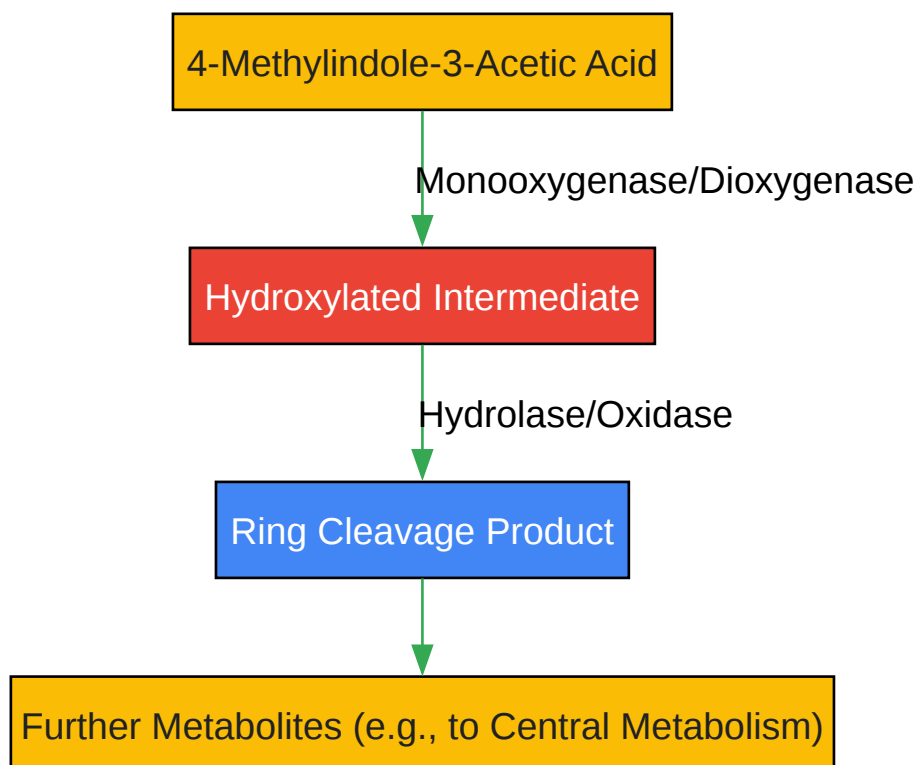 4-Methylindole-3-Acetic Acid
Monooxygenase/Dioxygenase
Hydroxylated Intermediate
Hydrolase/Oxidase
Ring Cleavage Product
Further Metabolites (e.g., to Central Metabolism)